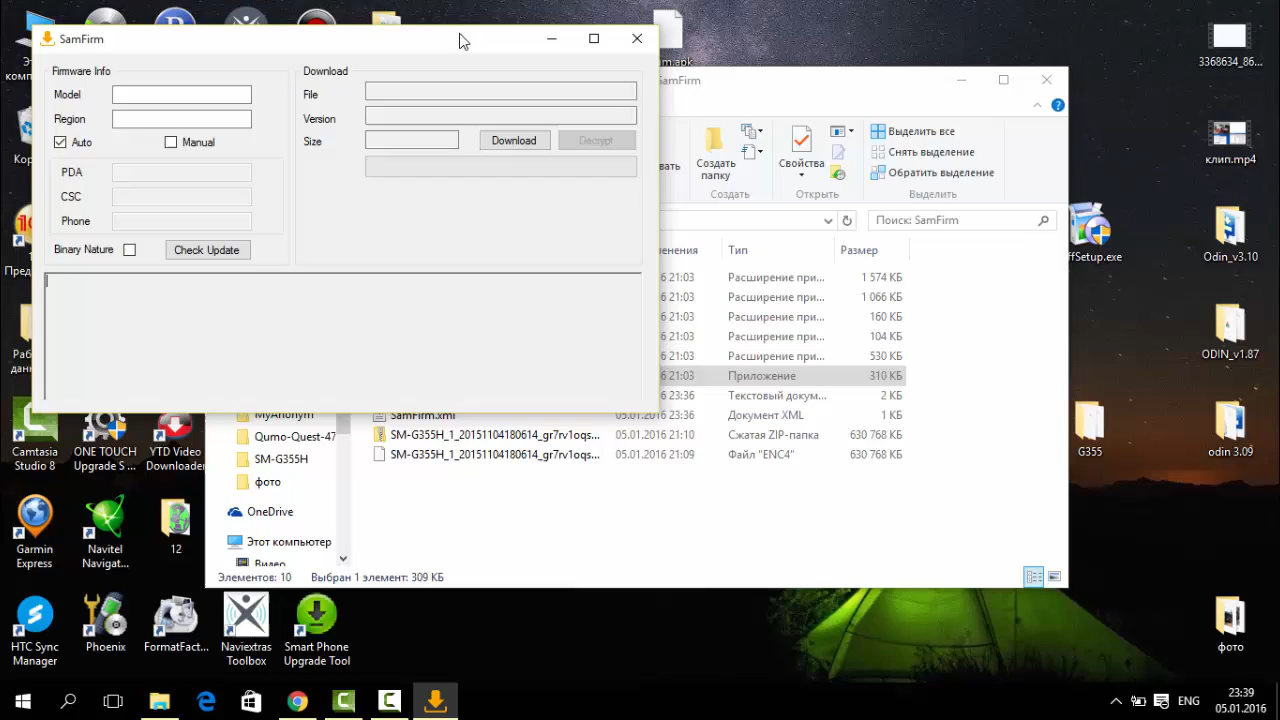 SamFirm
Firmware Info
Model
Region
Auto
Manual
PDA
CSC
Phone
Binary Nature
Check Update
Download
File
Version
Size
Download
Decrypt
SamFirm
Создать
папку
Создать
Свойства
Открыть
Выделить все
Снять выделение
Обратить выделение
Выделить
Поиск: SamFirm
Тип
Размер
21:03
Расширение при...
1 574 КБ
21:03
Расширение при...
1 066 КБ
21:03
Расширение при...
160 КБ
21:03
Расширение при...
104 КБ
21:03
Расширение при...
530 КБ
21:03
Приложение
310 КБ
23:36
Текстовый докум...
2 КБ
SamFirm.xml
05.01.2016 23:36
Документ XML
1 КБ
SM-G355H_1_20151104180614_gr7rv1oqs...
05.01.2016 21:10
Сжатая ZIP-папка
630 768 КБ
SM-G355H_1_20151104180614_gr7rv1oqs...
05.01.2016 21:09
Файл "ENC4"
630 768 КБ
MyAnonym
Qumo-Quest-47
SM-G355H
фото
OneDrive
Этот компьютер
Видео
Элементов: 10
Выбран 1 элемент: 309 КБ
3368634_86...
клип.mp4
Odin_v3.10
ODIN_v1.87
G355
odin 3.09
фото
Camtasia
Studio 8
ONE TOUCH
Upgrade S ...
YTD Video
Downloader
Garmin
Express
Navitel
Navigat...
12
HTC Sync
Manager
Phoenix
FormatFact...
Naviextras
Toolbox
Smart Phone
Upgrade Tool
ENG
23:39
05.01.2016